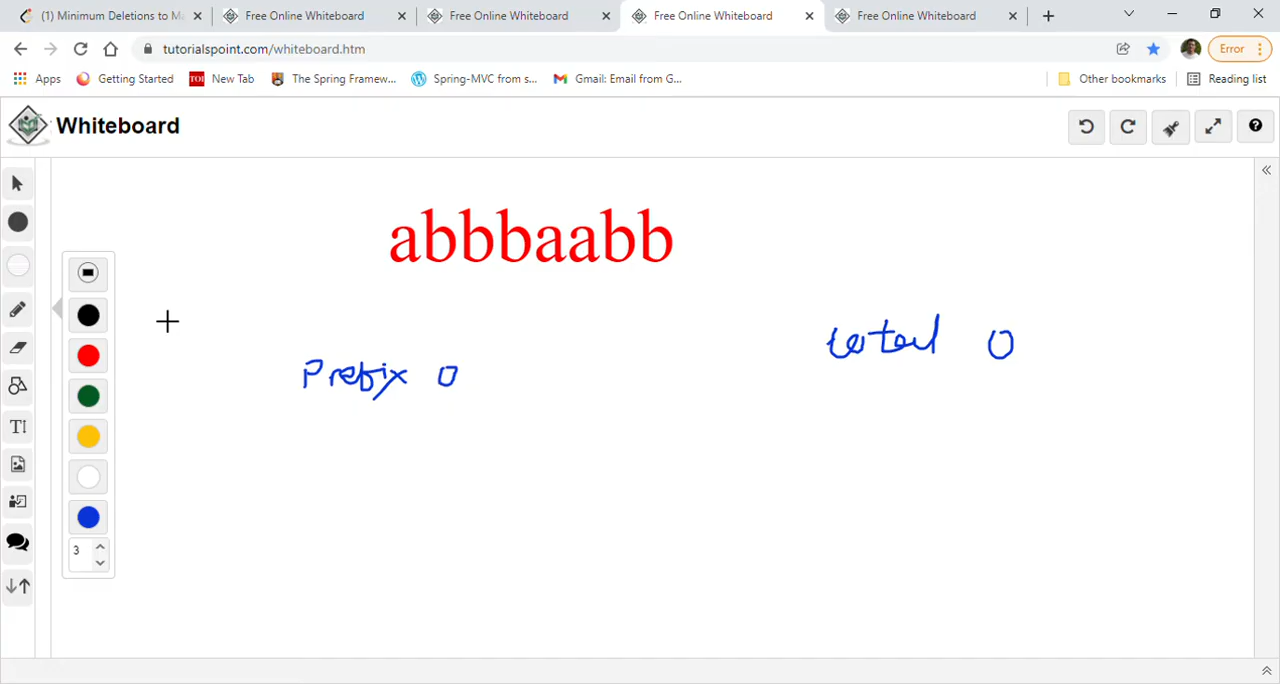 (1) Minimum Deletions to Ma
Free Online Whiteboard
Free Online Whiteboard
Free Online Whiteboard
Free Online Whiteboard
tutorialspoint.com/whiteboard.htm
Error
Apps
Getting Started
TOI
New Tab
The Spring Framew...
Spring-MVC from s...
Gmail: Email from G...
Other bookmarks
Reading list
Whiteboard
abbbaabb
Prefix 0
total 0
3